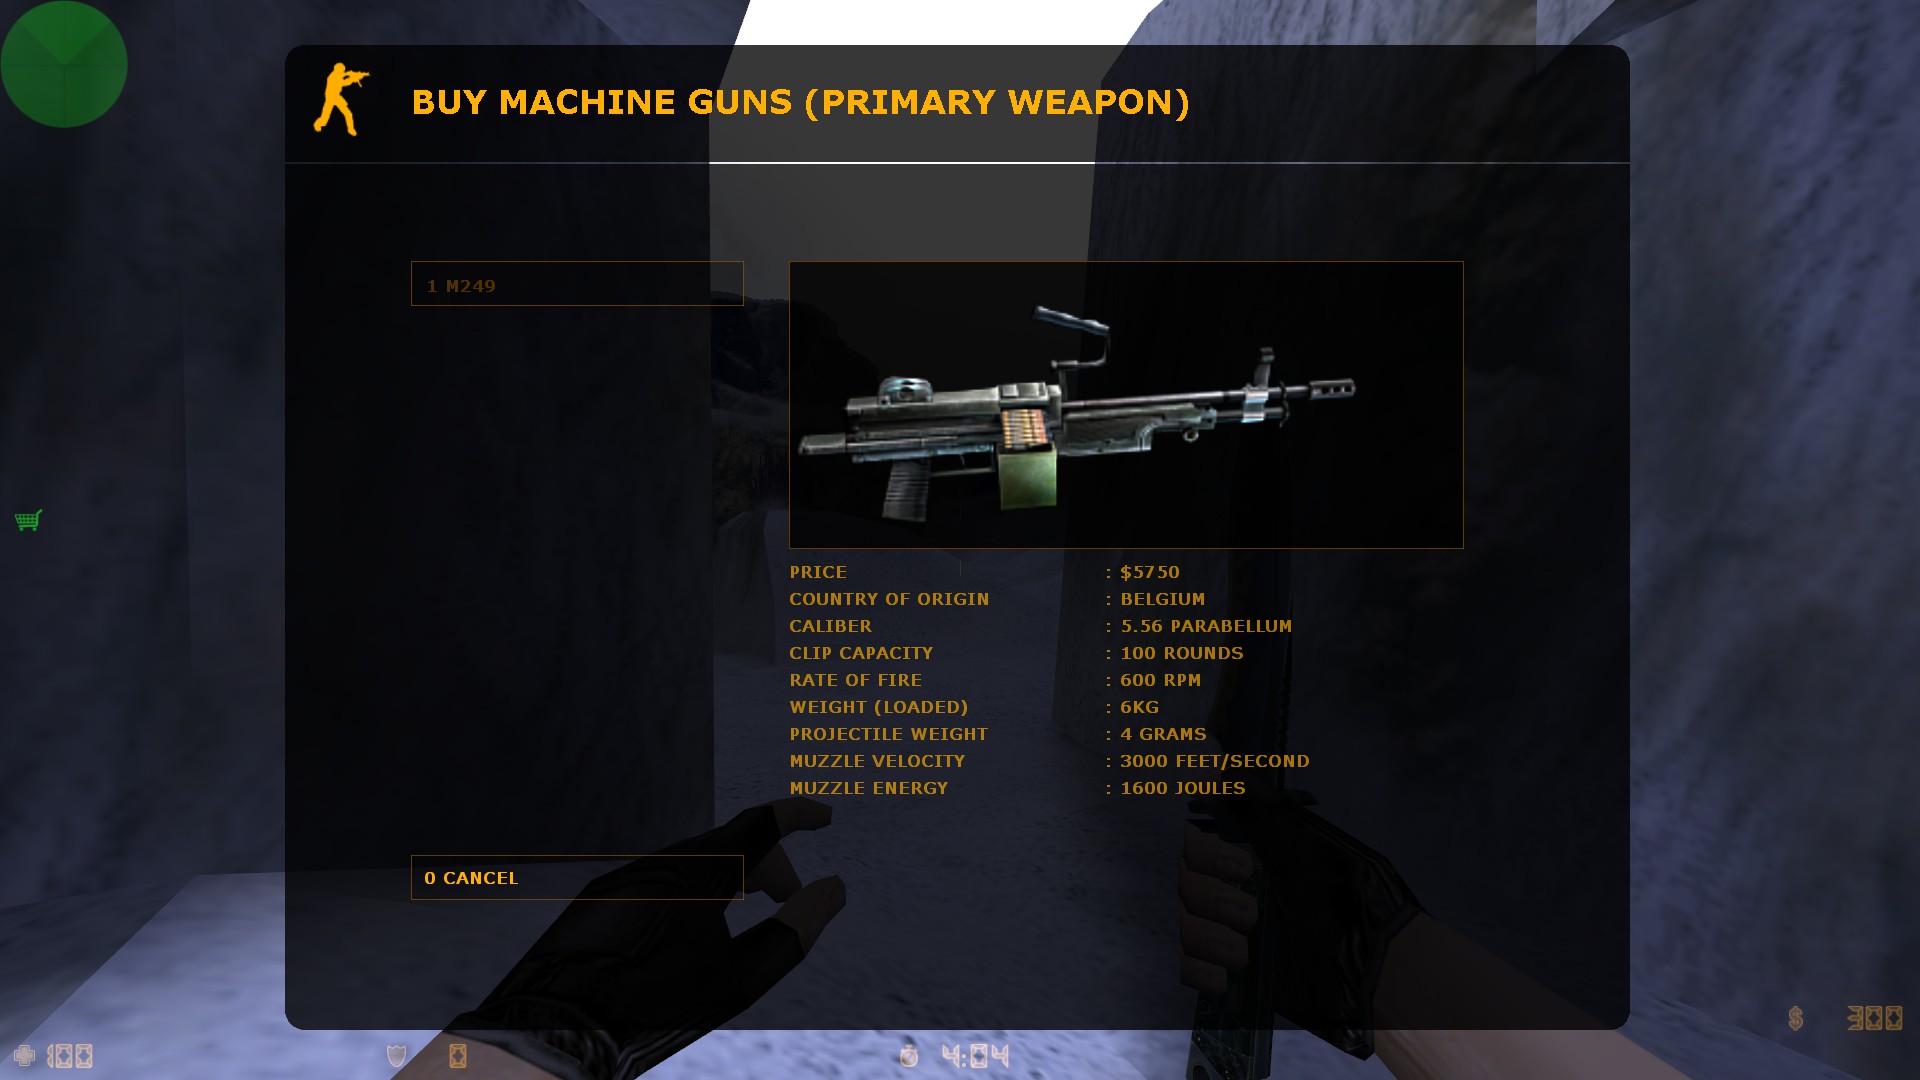 BUY MACHINE GUNS (PRIMARY WEAPON)
1 M249
PRICE : $5750
COUNTRY OF ORIGIN : BELGIUM
CALIBER : 5.56 PARABELLUM
CLIP CAPACITY : 100 ROUNDS
RATE OF FIRE : 600 RPM
WEIGHT (LOADED) : 6KG
PROJECTILE WEIGHT : 4 GRAMS
MUZZLE VELOCITY : 3000 FEET/SECOND
MUZZLE ENERGY : 1600 JOULES
0 CANCEL
$ 300
100 0 4:04